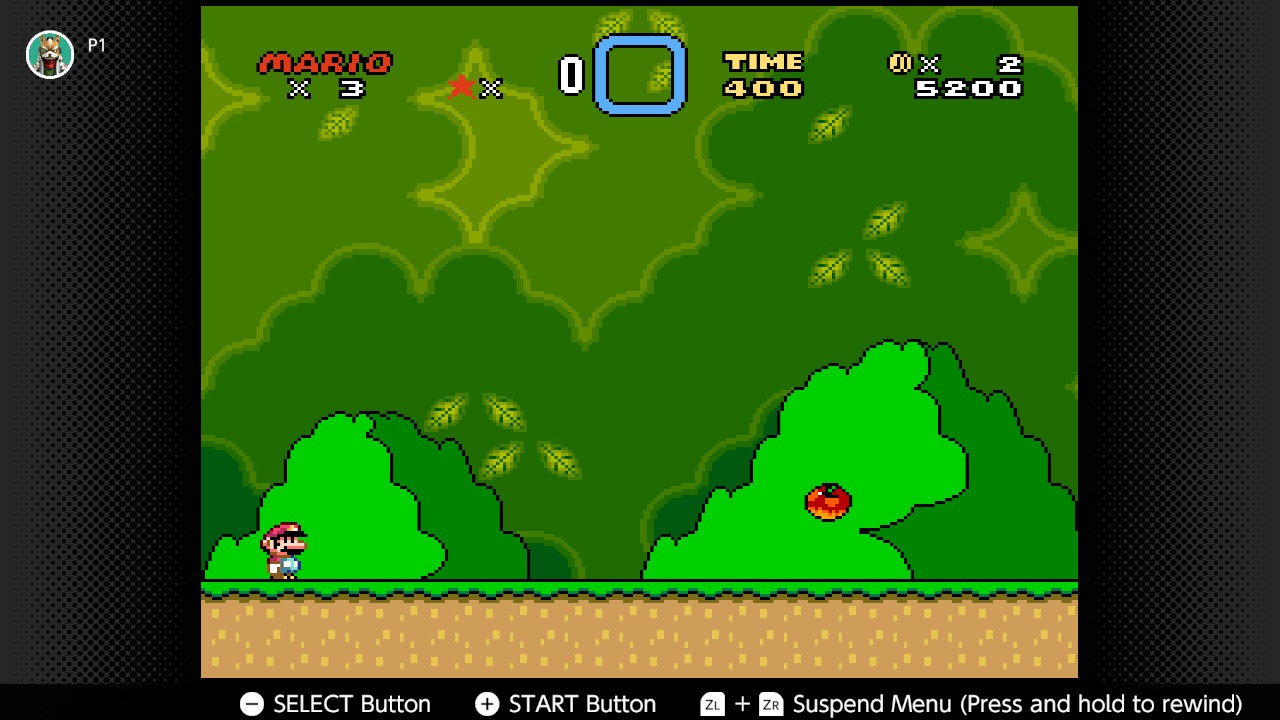 P1
MARIO
× 3
★×
0
TIME
400
× 2
5200
SELECT Button
START Button
ZL + ZR Suspend Menu (Press and hold to rewind)